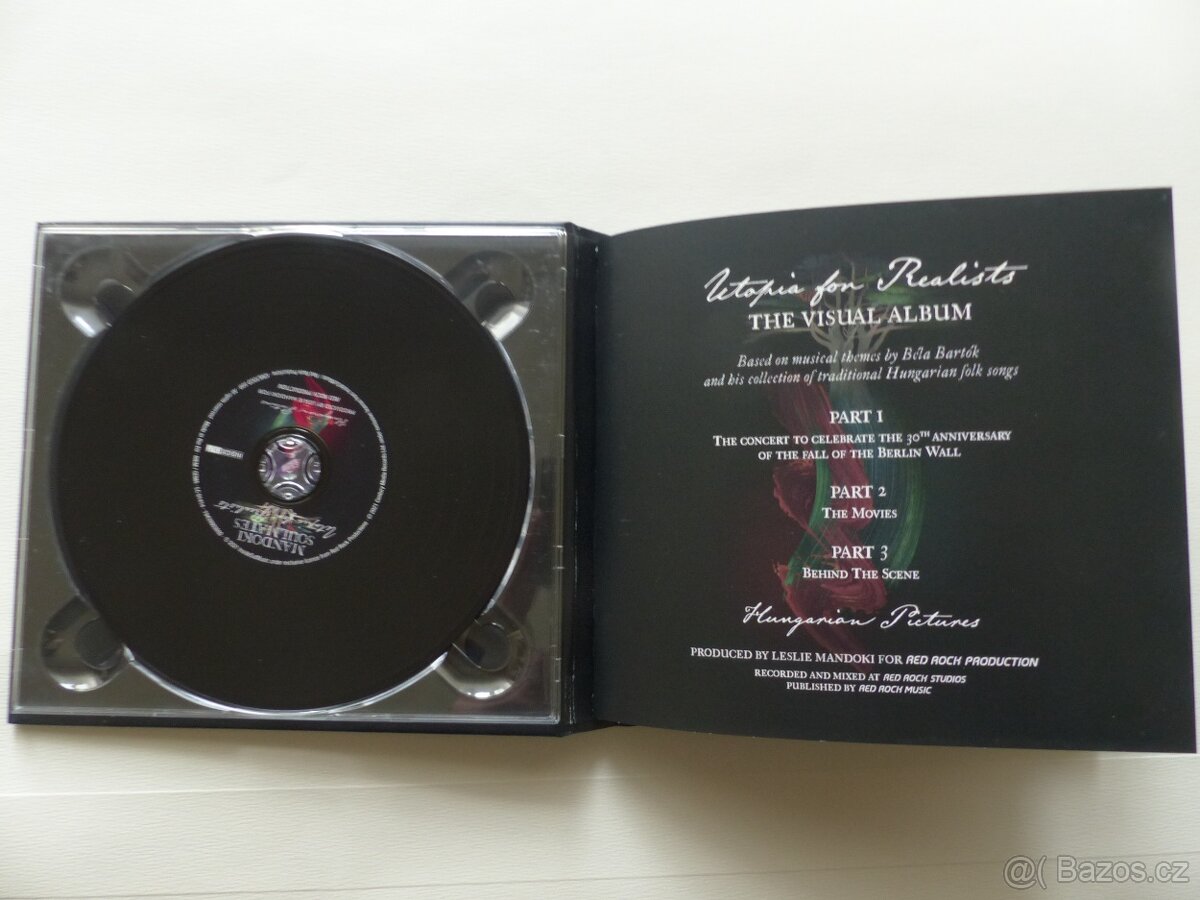 MANDOKI
SOULMATES
Utopia for Realists
THE VISUAL ALBUM
Based on musical themes by Béla Bartók
and his collection of traditional Hungarian folk songs
PART 1
THE CONCERT TO CELEBRATE THE 30TH ANNIVERSARY
OF THE FALL OF THE BERLIN WALL
PART 2
THE MOVIES
PART 3
BEHIND THE SCENE
Hungarian Pictures
PRODUCED BY LESLIE MANDOKI FOR RED ROCK PRODUCTION
RECORDED AND MIXED AT RED ROCK STUDIOS
PUBLISHED BY RED ROCK MUSIC
@( Bazos.cz